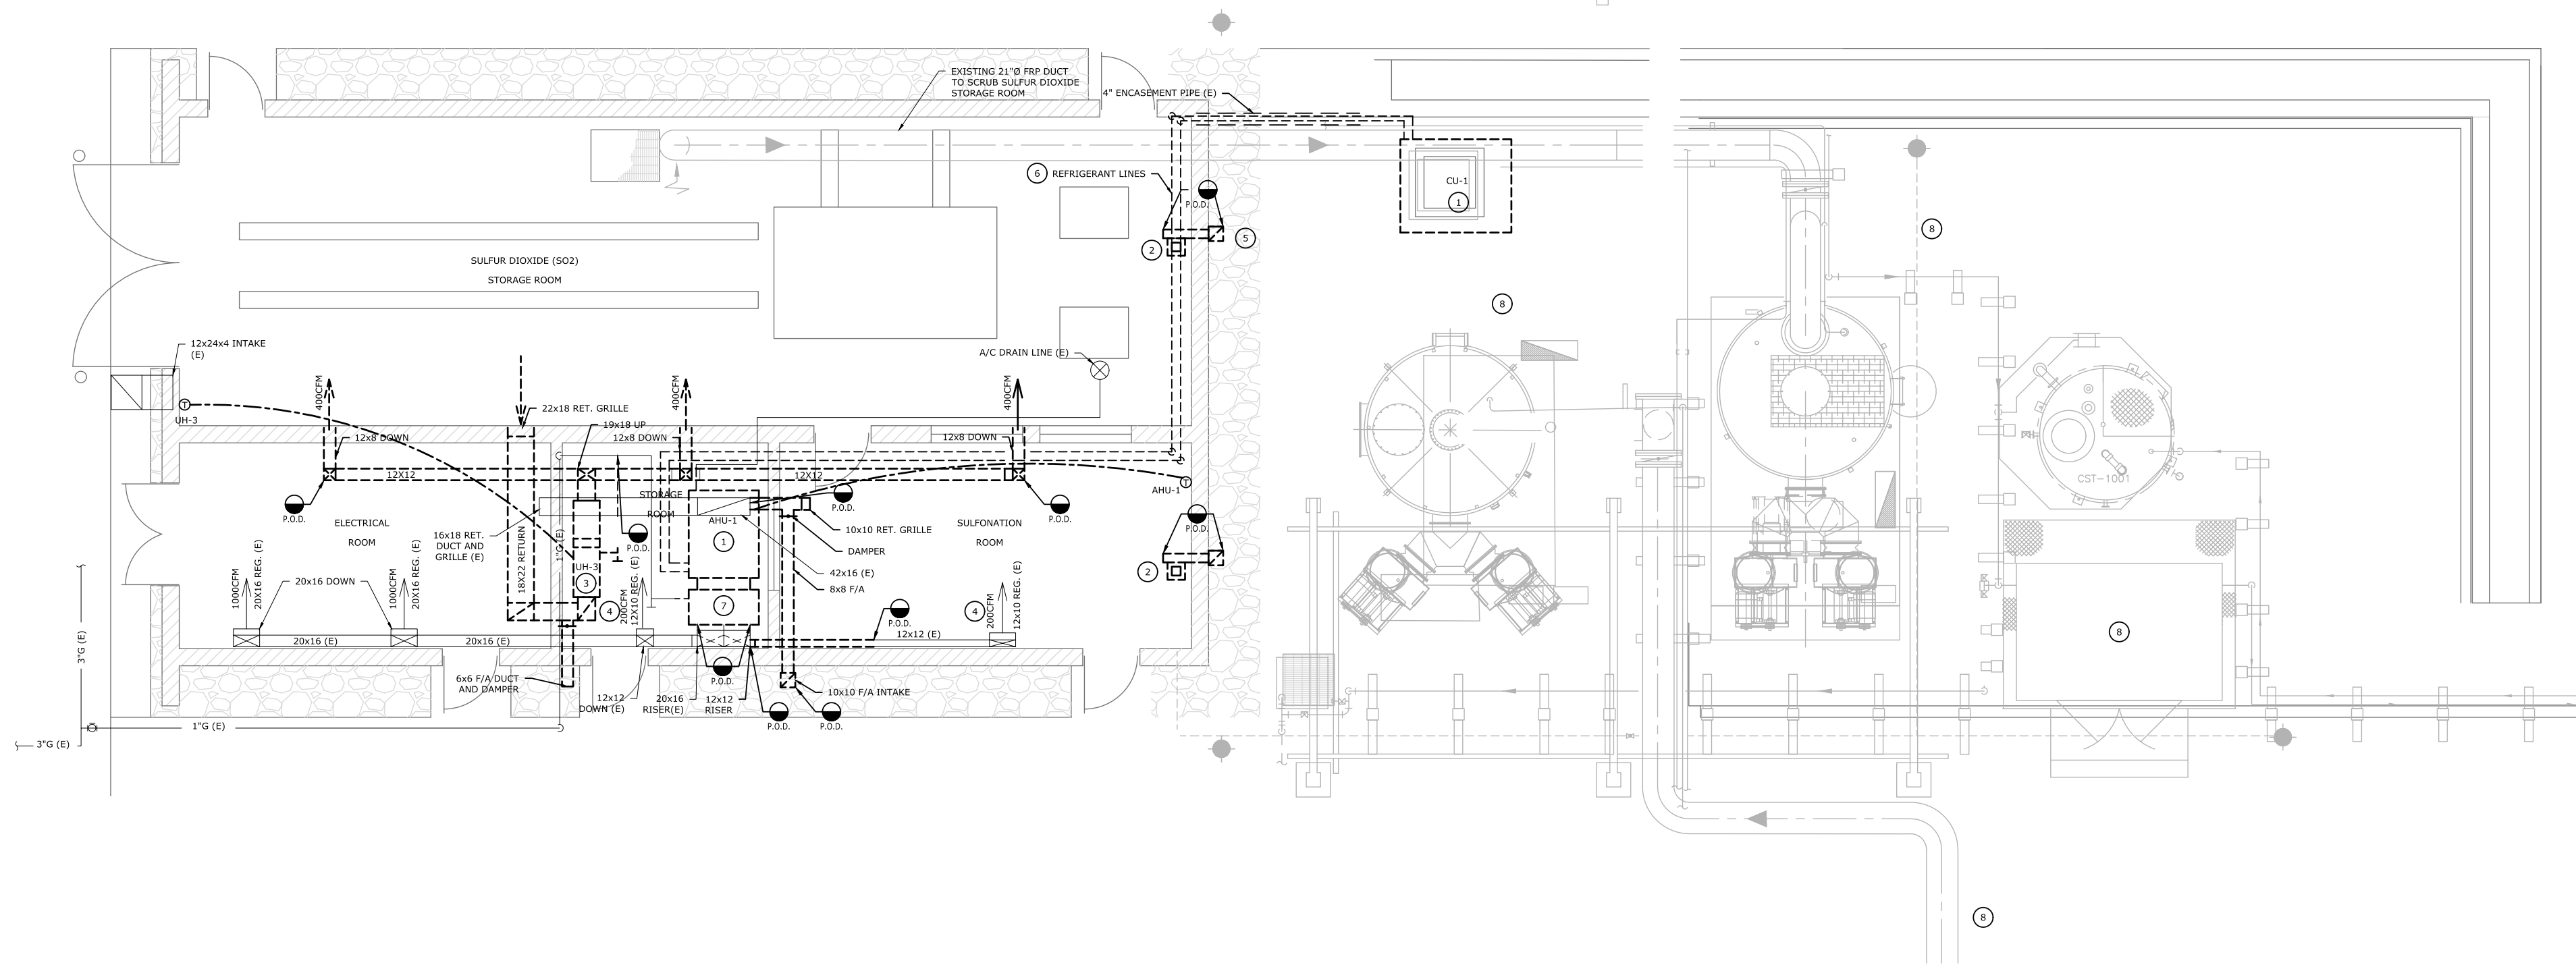 EXISTING 21"Ø FRP DUCT
TO SCRUB SULFUR DIOXIDE
STORAGE ROOM
4" ENCASEMENT PIPE (E)
6 REFRIGERANT LINES
P.O.D.
CU-1
1
2
5
8
8
SULFUR DIOXIDE (SO2)
STORAGE ROOM
12x24x4 INTAKE
(E)
A/C DRAIN LINE (E)
T
UH-3
400CFM
400CFM
400CFM
22x18 RET. GRILLE
19x18 UP
12x8 DOWN
12x8 DOWN
12x8 DOWN
12X12
12X12
P.O.D.
P.O.D.
P.O.D.
T
AHU-1
STORAGE
ROOM
AHU-1
1
ELECTRICAL
ROOM
SULFONATION
ROOM
10x10 RET. GRILLE
DAMPER
42x16 (E)
8x8 F/A
16x18 RET.
DUCT AND
GRILLE (E)
18X22 RETURN
1"G (E)
P.O.D.
UH-3
3
4
7
4
P.O.D.
2
8
CST-1001
8
1000CFM
20X16 REG. (E)
20x16 DOWN
1000CFM
20X16 REG. (E)
200CFM
12X10 REG. (E)
200CFM
12x10 REG. (E)
20x16 (E)
20x16 (E)
P.O.D.
12x12 (E)
P.O.D.
6x6 F/A DUCT
AND DAMPER
12x12
DOWN (E)
20x16
RISER(E)
12x12
RISER
10x10 F/A INTAKE
P.O.D.
P.O.D.
3"G (E)
1"G (E)
3"G (E)
8